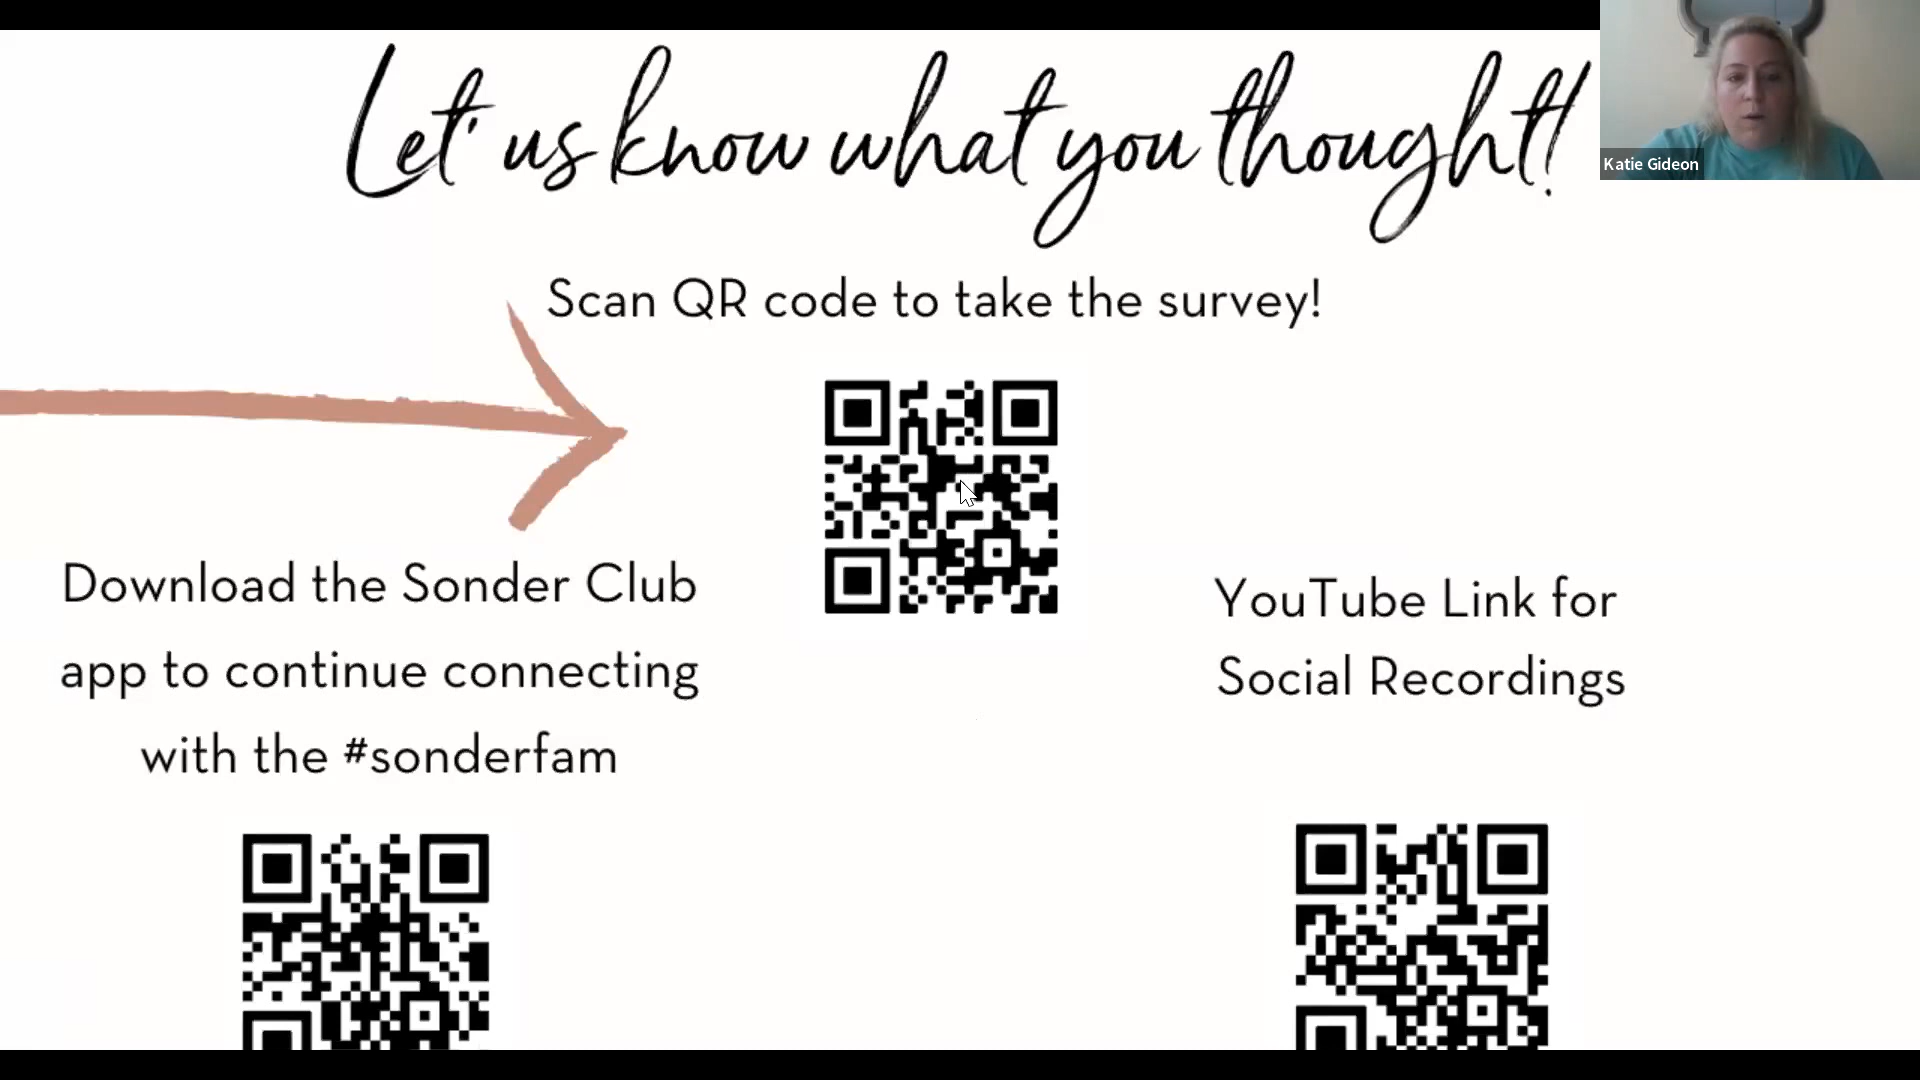 Let' us know what you thought!
Katie Gideon
Scan QR code to take the survey!
Download the Sonder Club
app to continue connecting
with the #sonderfam
YouTube Link for
Social Recordings